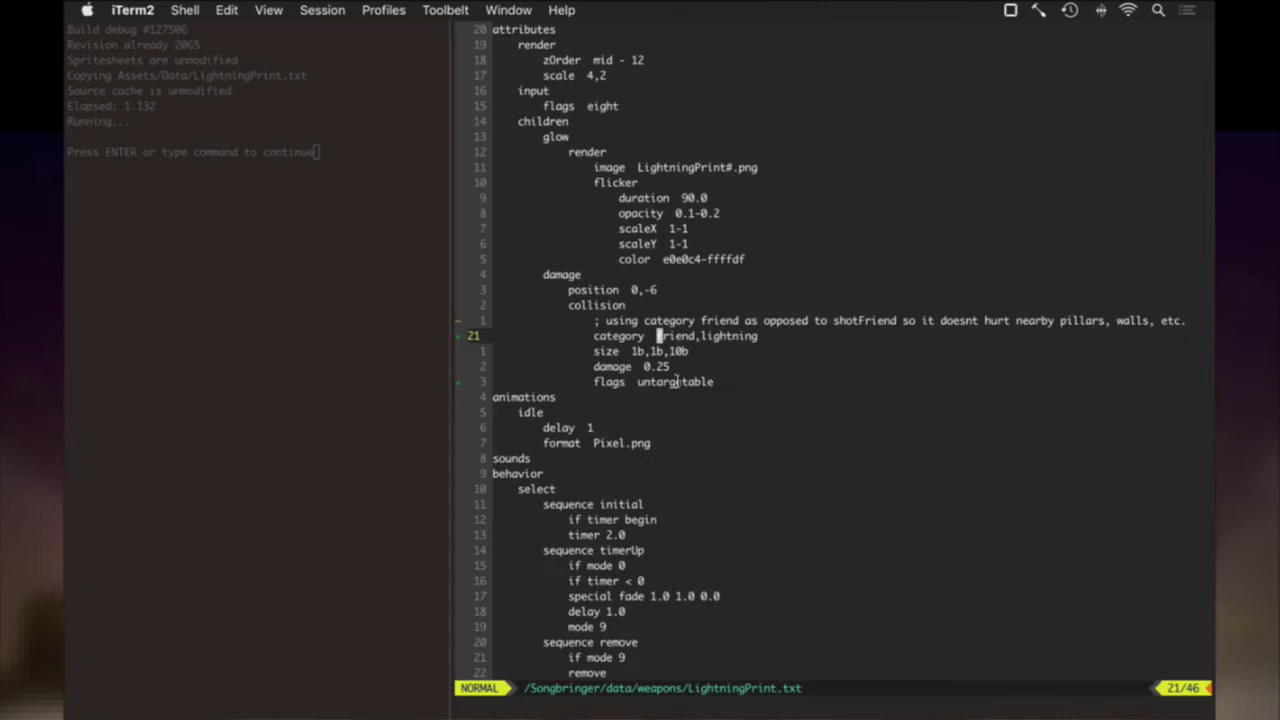 iTerm2 Shell Edit View Session Profiles Toolbelt Window Help
Build debug #127506
Revision already 2065
Spritesheets are unmodified
Copying Assets/Data/LightningPrint.txt
Source cache is unmodified
Elapsed: 1.132
Running...
Press ENTER or type command to continue
20 attributes
19 render
18 zOrder mid - 12
17 scale 4,2
16 input
15 flags eight
14 children
13 glow
12 render
11 image LightningPrint#.png
10 flicker
9 duration 90.0
8 opacity 0.1-0.2
7 scaleX 1-1
6 scaleY 1-1
5 color e0e0c4-ffffdf
4 damage
3 position 0,-6
2 collision
~ 1 ; using category friend as opposed to shotFriend so it doesnt hurt nearby pillars, walls, etc.
+ 21 category friend,lightning
1 size 1b,1b,10b
2 damage 0.25
+ 3 flags untargetable
4 animations
5 idle
6 delay 1
7 format Pixel.png
8 sounds
9 behavior
10 select
11 sequence initial
12 if timer begin
13 timer 2.0
14 sequence timerUp
15 if mode 0
16 if timer < 0
17 special fade 1.0 1.0 0.0
18 delay 1.0
19 mode 9
20 sequence remove
21 if mode 9
22 remove
NORMAL /Songbringer/data/weapons/LightningPrint.txt 21/46